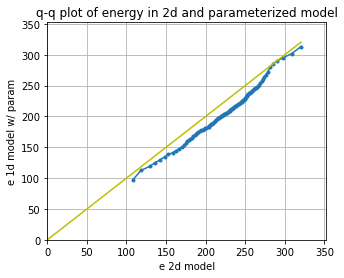 q-q plot of energy in 2d and parameterized model
350
300
250
200
150
100
50
0
e 1d model w/ param
0 50 100 150 200 250 300 350
e 2d model